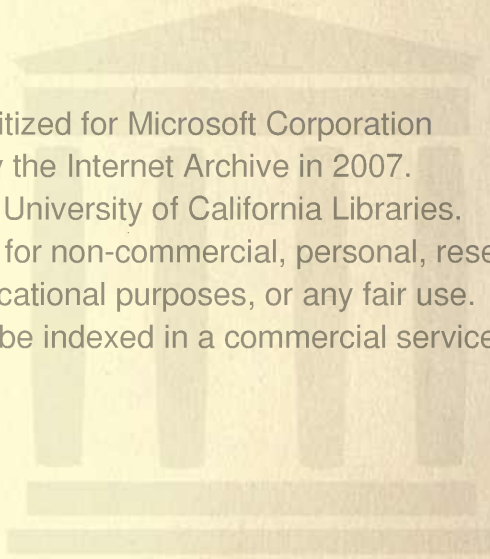 itized for Microsoft Corporation
the Internet Archive in 2007.
University of California Libraries.
for non-commercial, personal, rese
cational purposes, or any fair use.
be indexed in a commercial service